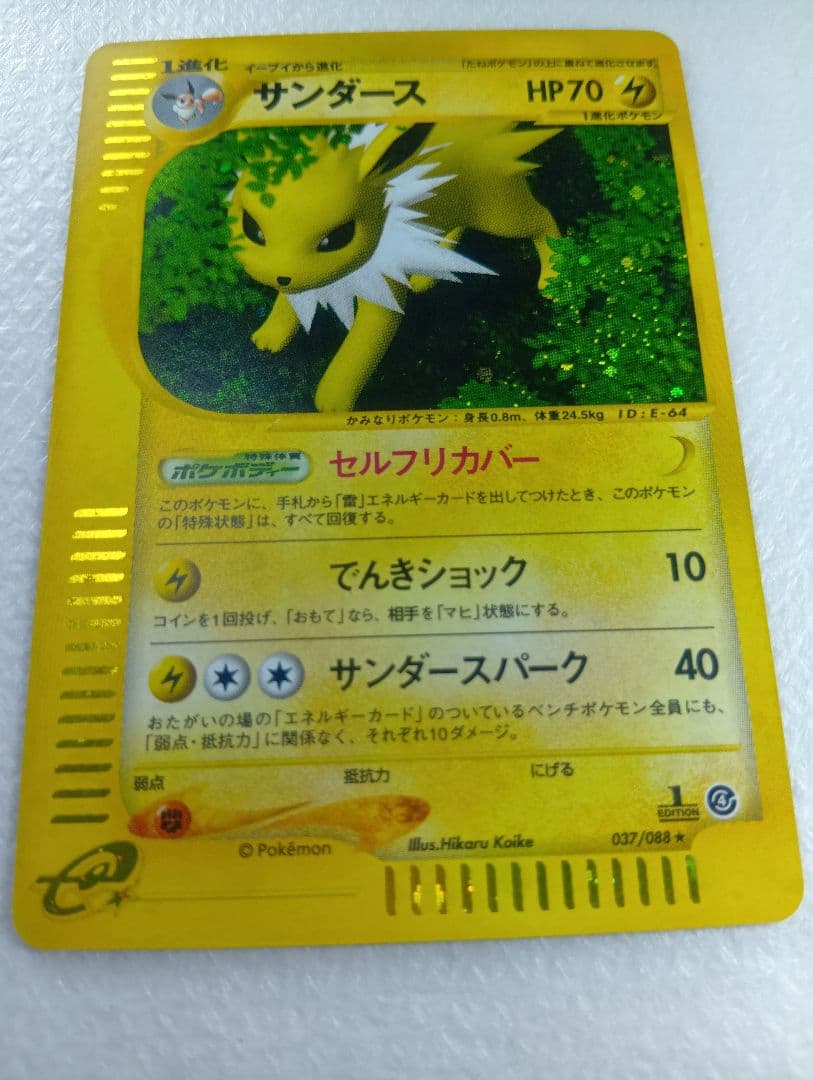 1進化 イーブイから進化 「たねポケモン」の上に重ねて進化させます
サンダース HP70
1進化ポケモン
かみなりポケモン：身長0.8m、体重24.5kg ID：E-64
特殊体質
ポケボディー セルフリカバー
このポケモンに、手札から「雷」エネルギーカードを出してつけたとき、このポケモン
の「特殊状態」は、すべて回復する。
でんきショック 10
コインを1回投げ、「おもて」なら、相手を「マヒ」状態にする。
サンダースパーク 40
おたがいの場の「エネルギーカード」のついているベンチポケモン全員にも、
「弱点・抵抗力」に関係なく、それぞれ10ダメージ。
弱点 抵抗力 にげる
1
EDITION
4
©Pokémon Illus.Hikaru Koike 037/088★
e